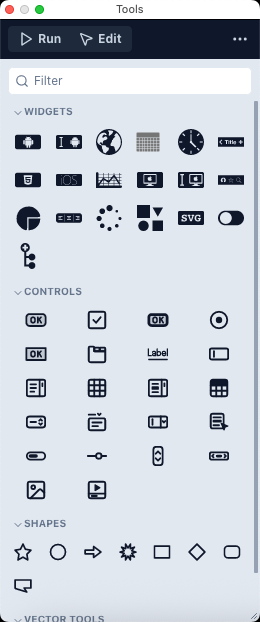 Tools
Run Edit
Filter
WIDGETS
Title
iOS
SVG
CONTROLS
OK OK
OK Label
SHAPES
VECTOR TOOLS